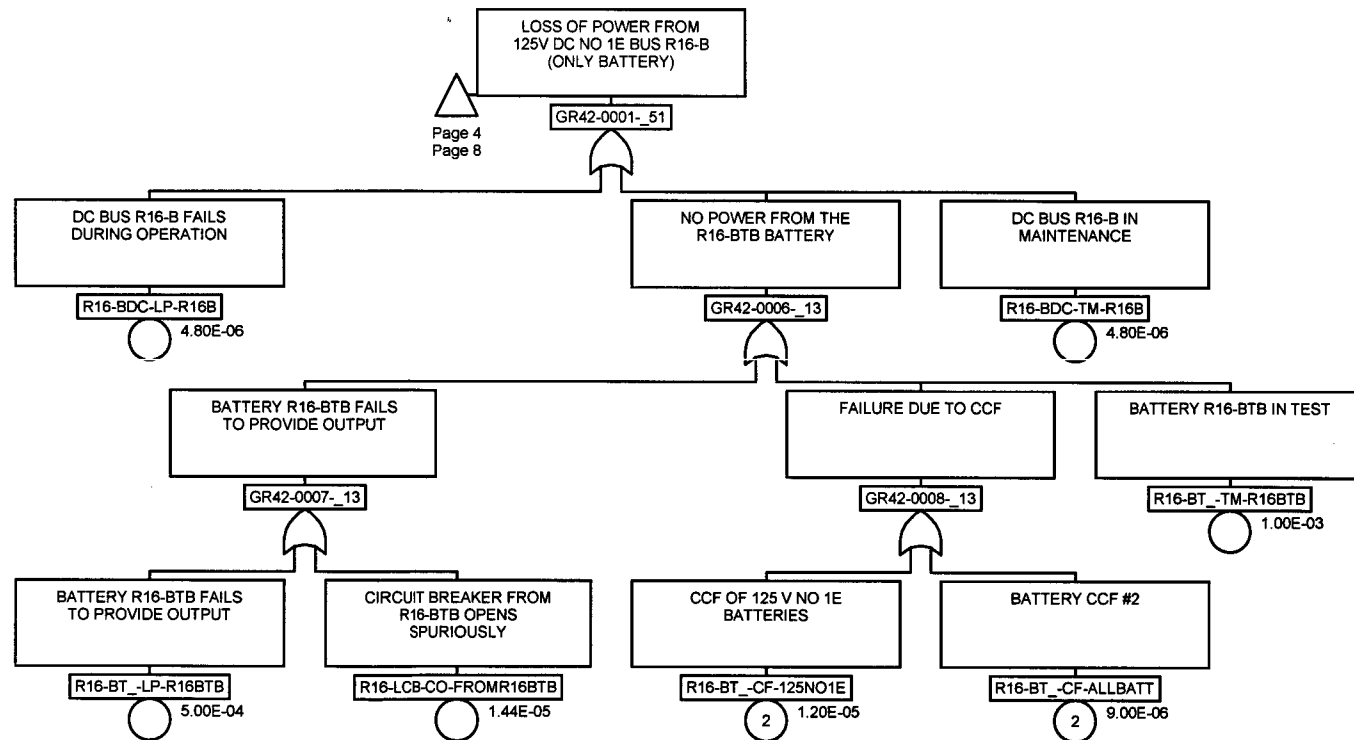 LOSS OF POWER FROM
125V DC NO 1E BUS R16-B
(ONLY BATTERY)
Page 4
Page 8
GR42-0001-_51
DC BUS R16-B FAILS
DURING OPERATION
R16-BDC-LP-R16B
4.80E-06
NO POWER FROM THE
R16-BTB BATTERY
GR42-0006-_13
DC BUS R16-B IN
MAINTENANCE
R16-BDC-TM-R16B
4.80E-06
BATTERY R16-BTB FAILS
TO PROVIDE OUTPUT
GR42-0007-_13
FAILURE DUE TO CCF
GR42-0008-_13
BATTERY R16-BTB IN TEST
R16-BT_-TM-R16BTB
1.00E-03
BATTERY R16-BTB FAILS
TO PROVIDE OUTPUT
R16-BT_-LP-R16BTB
5.00E-04
CIRCUIT BREAKER FROM
R16-BTB OPENS
SPURIOUSLY
R16-LCB-CO-FROMR16BTB
1.44E-05
CCF OF 125 V NO 1E
BATTERIES
R16-BT_-CF-125NO1E
2
1.20E-05
BATTERY CCF #2
R16-BT_-CF-ALLBATT
2
9.00E-06